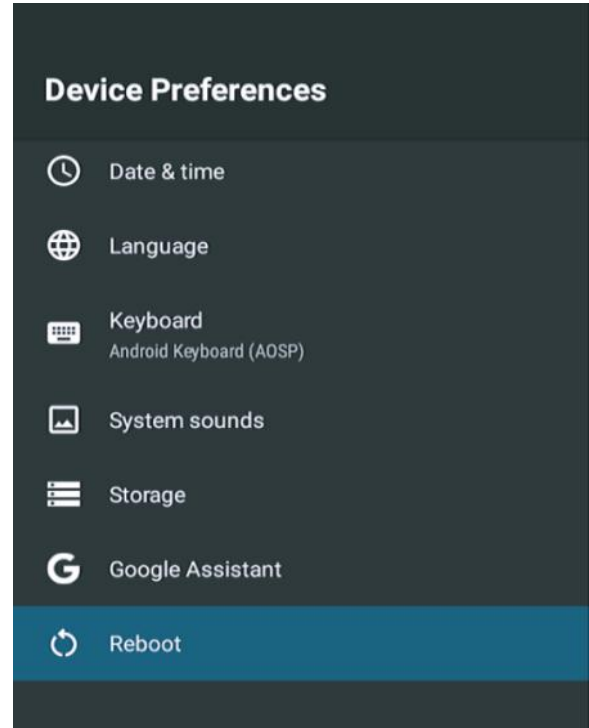 Device Preferences
Date & time
Language
Keyboard
Android Keyboard (AOSP)
System sounds
Storage
Google Assistant
Reboot